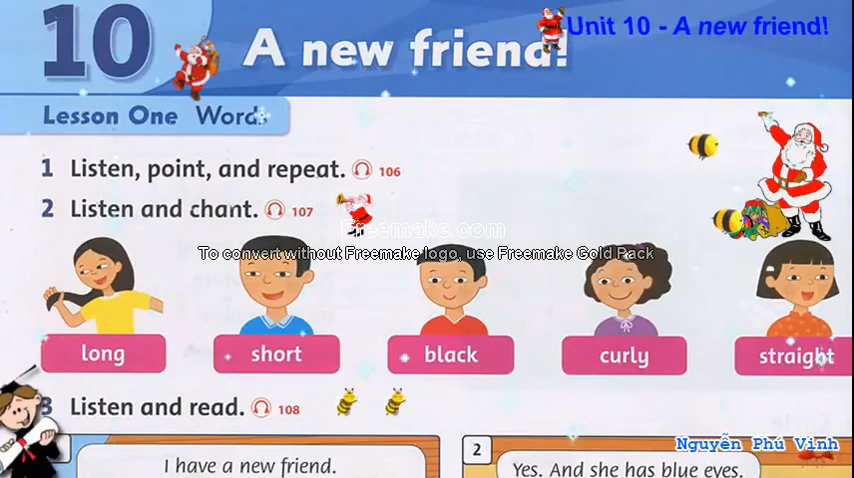 10 A new friend!
Unit 10 - A new friend!
Lesson One Words
1 Listen, point, and repeat. 106
2 Listen and chant. 107
Freemake.com
To convert without Freemake logo, use Freemake Gold Pack
long
short
black
curly
straight
3 Listen and read. 108
Nguyễn Phú Vinh
I have a new friend.
2
Yes. And she has blue eyes.